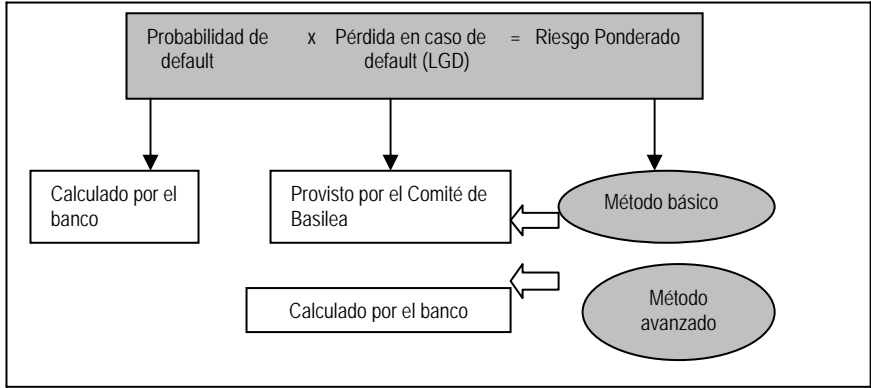 Probabilidad de x Pérdida en caso de = Riesgo Ponderado
default default (LGD)
Calculado por el
banco
Provisto por el Comité de
Basilea
Método básico
Calculado por el banco
Método
avanzado